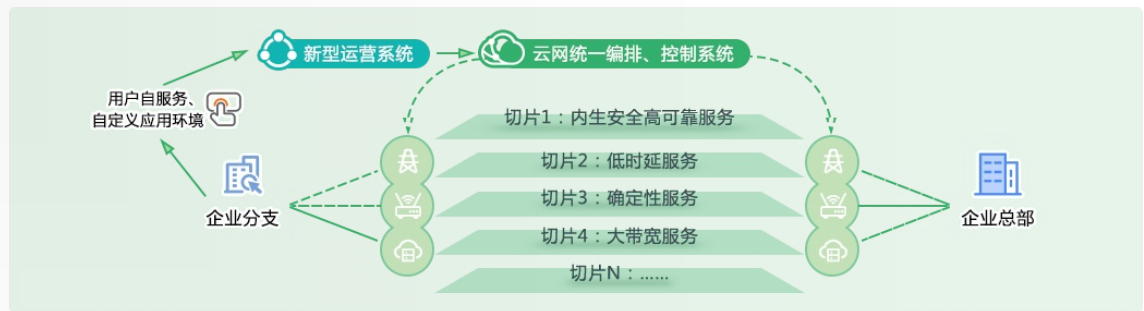 新型运营系统
云网统一编排、控制系统
用户自服务、
自定义应用环境
切片1：内生安全高可靠服务
切片2：低时延服务
切片3：确定性服务
切片4：大带宽服务
切片N：......
企业分支
企业总部